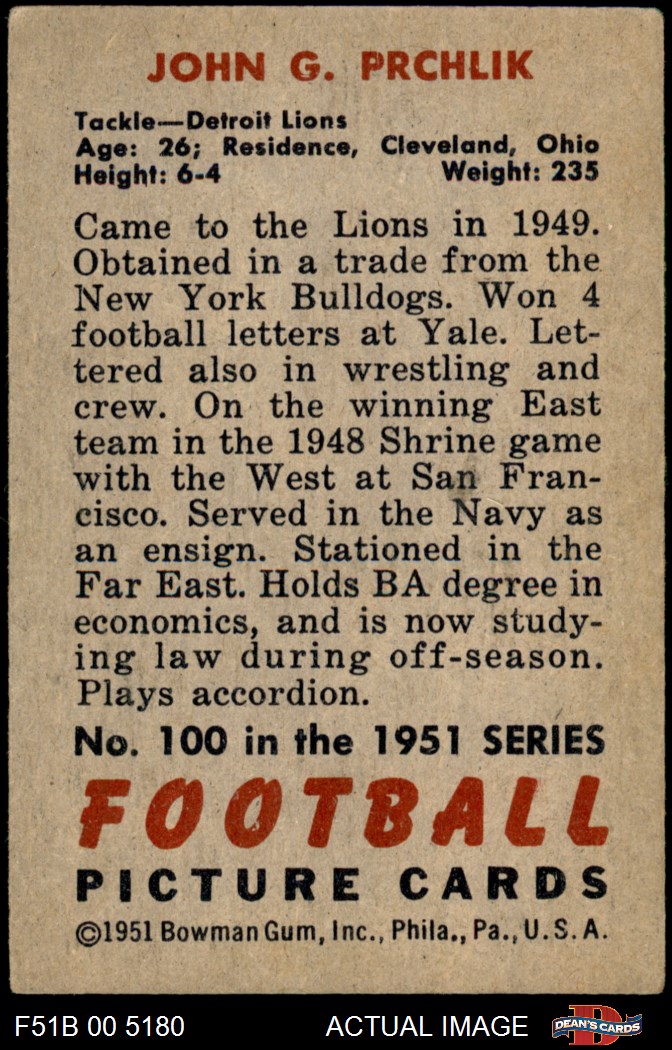 JOHN G. PRCHLIK
Tackle—Detroit Lions
Age: 26; Residence, Cleveland, Ohio
Height: 6-4 Weight: 235
Came to the Lions in 1949.
Obtained in a trade from the
New York Bulldogs. Won 4
football letters at Yale. Let-
tered also in wrestling and
crew. On the winning East
team in the 1948 Shrine game
with the West at San Fran-
cisco. Served in the Navy as
an ensign. Stationed in the
Far East. Holds BA degree in
economics, and is now study-
ing law during off-season.
Plays accordion.
No. 100 in the 1951 SERIES
FOOTBALL
PICTURE CARDS
©1951 Bowman Gum, Inc., Phila., Pa., U.S.A.
F51B 00 5180 ACTUAL IMAGE D DEAN'S CARDS